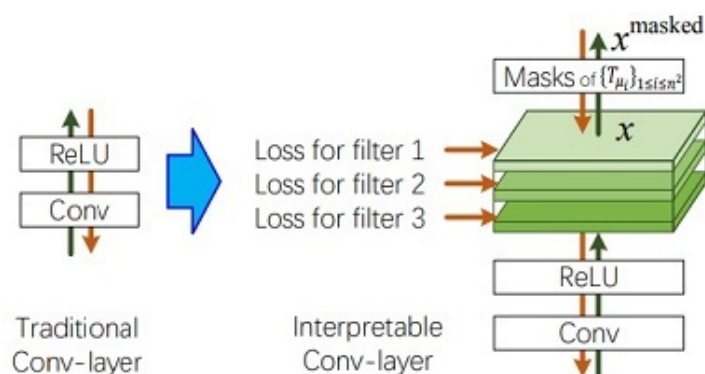 x^masked
Masks of {T_μi}1≤i≤n²
x
ReLU
Conv
Loss for filter 1
Loss for filter 2
Loss for filter 3
ReLU
Conv
Traditional
Conv-layer
Interpretable
Conv-layer